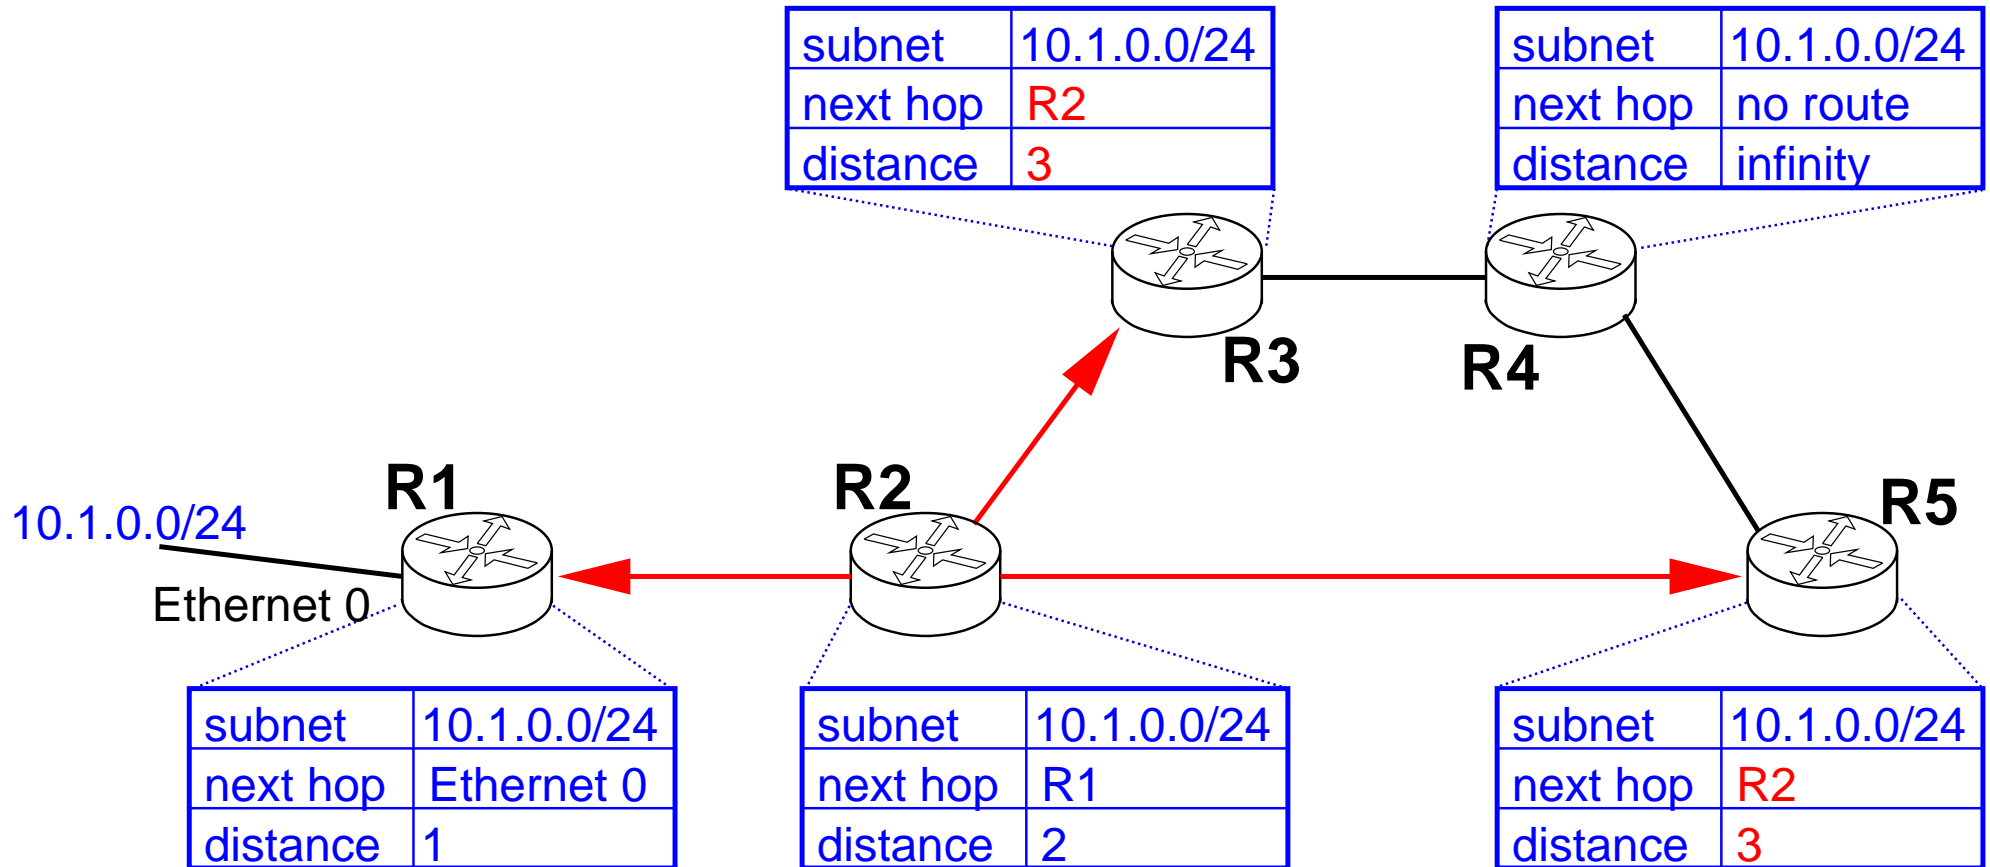 subnet 10.1.0.0/24
next hop R2
distance 3
subnet 10.1.0.0/24
next hop no route
distance infinity
R3
R4
R1
R2
R5
10.1.0.0/24
Ethernet 0
subnet 10.1.0.0/24
next hop Ethernet 0
distance 1
subnet 10.1.0.0/24
next hop R1
distance 2
subnet 10.1.0.0/24
next hop R2
distance 3